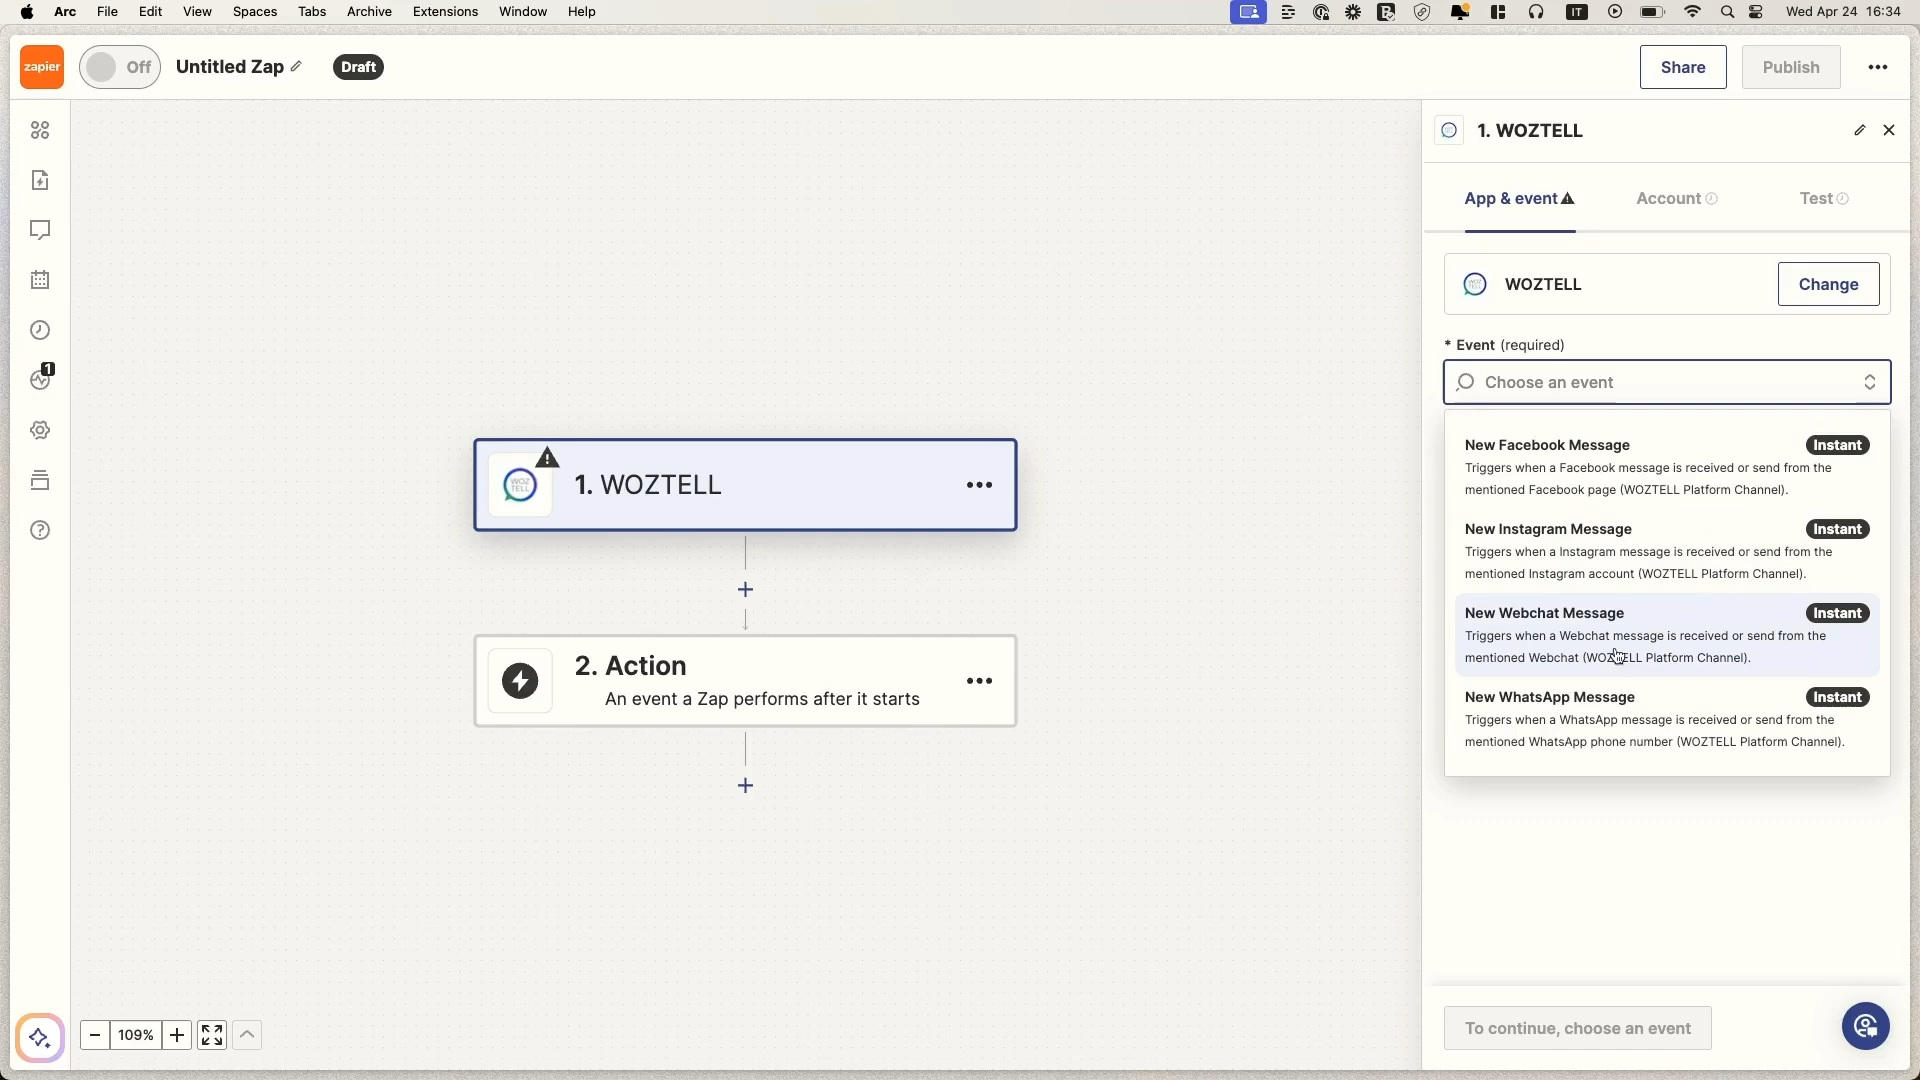 Arc File Edit View Spaces Tabs Archive Extensions Window Help
IT
Wed Apr 24 16:34
zapier
Off
Untitled Zap
Draft
Share
Publish
1. WOZTELL
App & event
Account
Test
WOZTELL
Change
* Event (required)
Choose an event
New Facebook Message Instant
Triggers when a Facebook message is received or send from the
mentioned Facebook page (WOZTELL Platform Channel).
New Instagram Message Instant
Triggers when a Instagram message is received or send from the
mentioned Instagram account (WOZTELL Platform Channel).
New Webchat Message Instant
Triggers when a Webchat message is received or send from the
mentioned Webchat (WOZTELL Platform Channel).
New WhatsApp Message Instant
Triggers when a WhatsApp message is received or send from the
mentioned WhatsApp phone number (WOZTELL Platform Channel).
To continue, choose an event
1
WOZ
TELL
1. WOZTELL
2. Action
An event a Zap performs after it starts
109%